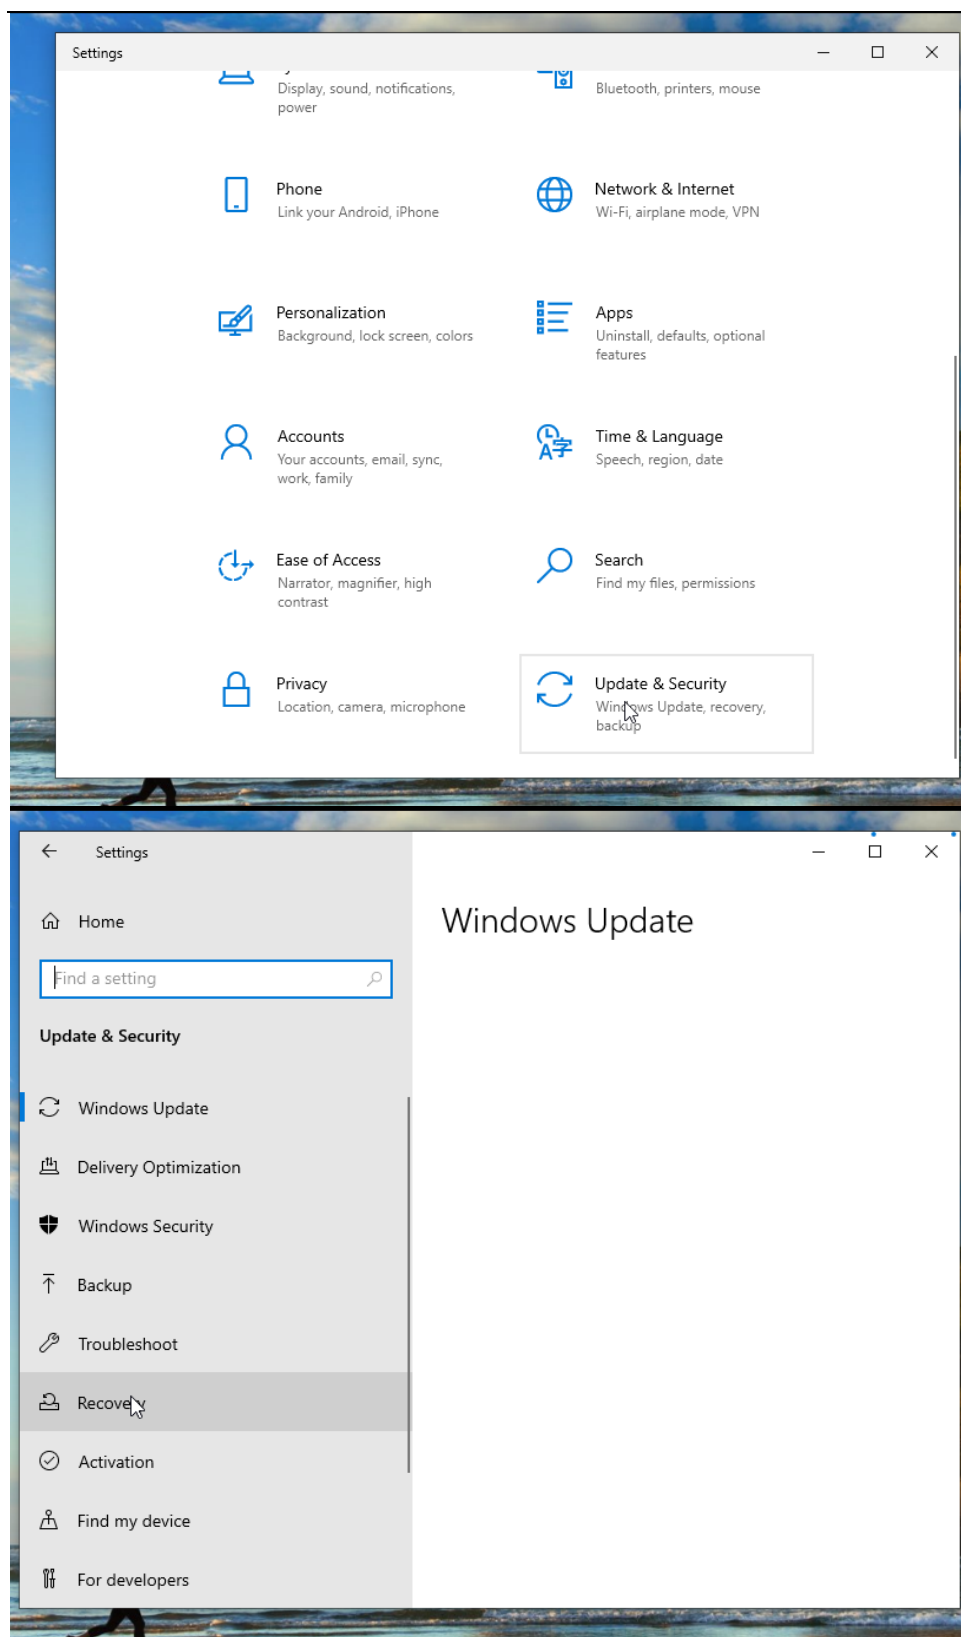 Settings
Display, sound, notifications,
power
Bluetooth, printers, mouse
Phone
Link your Android, iPhone
Network & Internet
Wi-Fi, airplane mode, VPN
Personalization
Background, lock screen, colors
Apps
Uninstall, defaults, optional
features
Accounts
Your accounts, email, sync,
work, family
Time & Language
Speech, region, date
Ease of Access
Narrator, magnifier, high
contrast
Search
Find my files, permissions
Privacy
Location, camera, microphone
Update & Security
Windows Update, recovery,
backup
Settings
Home
Find a setting
Update & Security
Windows Update
Delivery Optimization
Windows Security
Backup
Troubleshoot
Recovery
Activation
Find my device
For developers
Windows Update